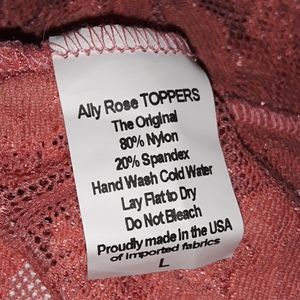 Ally Rose TOPPERS
The Original
80% Nylon
20% Spandex
Hand Wash Cold Water
Lay Flat to Dry
Do Not Bleach
Proudly made in the USA
of imported fabrics
L